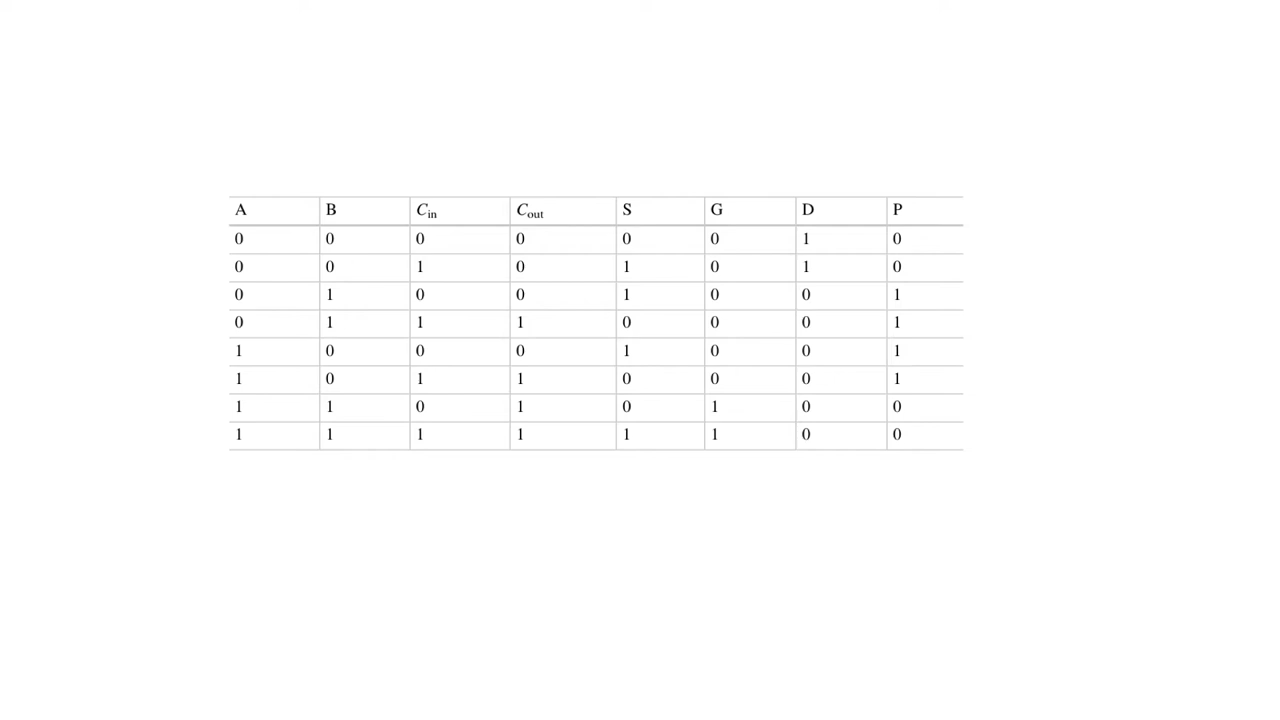 A B Cin Cout S G D P
0 0 0 0 0 0 1 0
0 0 1 0 1 0 1 0
0 1 0 0 1 0 0 1
0 1 1 1 0 0 0 1
1 0 0 0 1 0 0 1
1 0 1 1 0 0 0 1
1 1 0 1 0 1 0 0
1 1 1 1 1 1 0 0